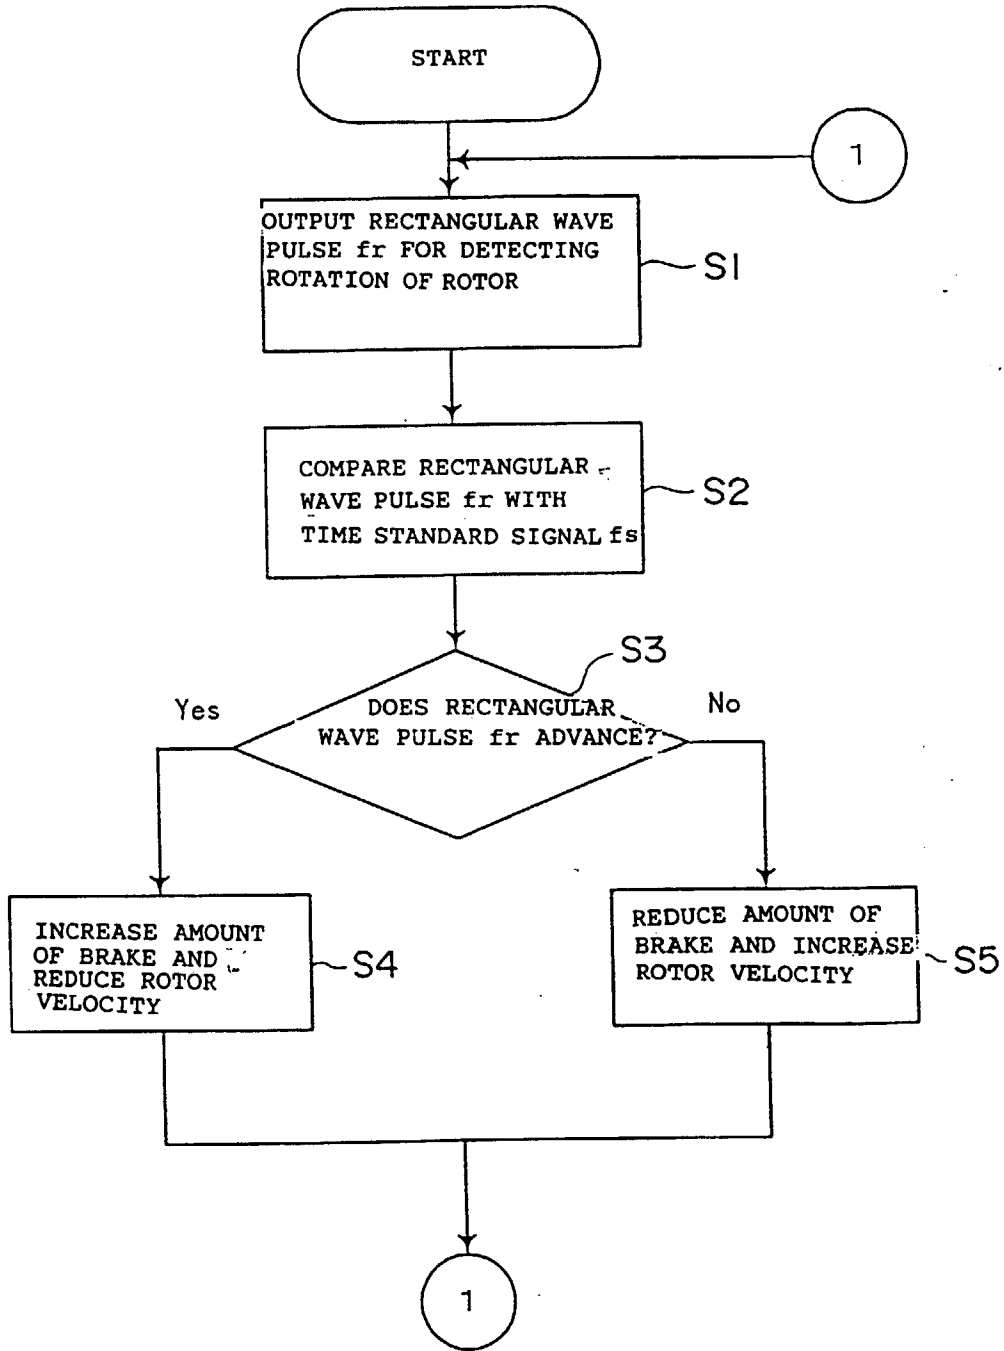 START
1
OUTPUT RECTANGULAR WAVE
PULSE fr FOR DETECTING
ROTATION OF ROTOR
S1
COMPARE RECTANGULAR
WAVE PULSE fr WITH
TIME STANDARD SIGNAL fs
S2
S3
Yes
DOES RECTANGULAR
WAVE PULSE fr ADVANCE?
No
INCREASE AMOUNT
OF BRAKE AND
REDUCE ROTOR
VELOCITY
S4
REDUCE AMOUNT OF
BRAKE AND INCREASE
ROTOR VELOCITY
S5
1